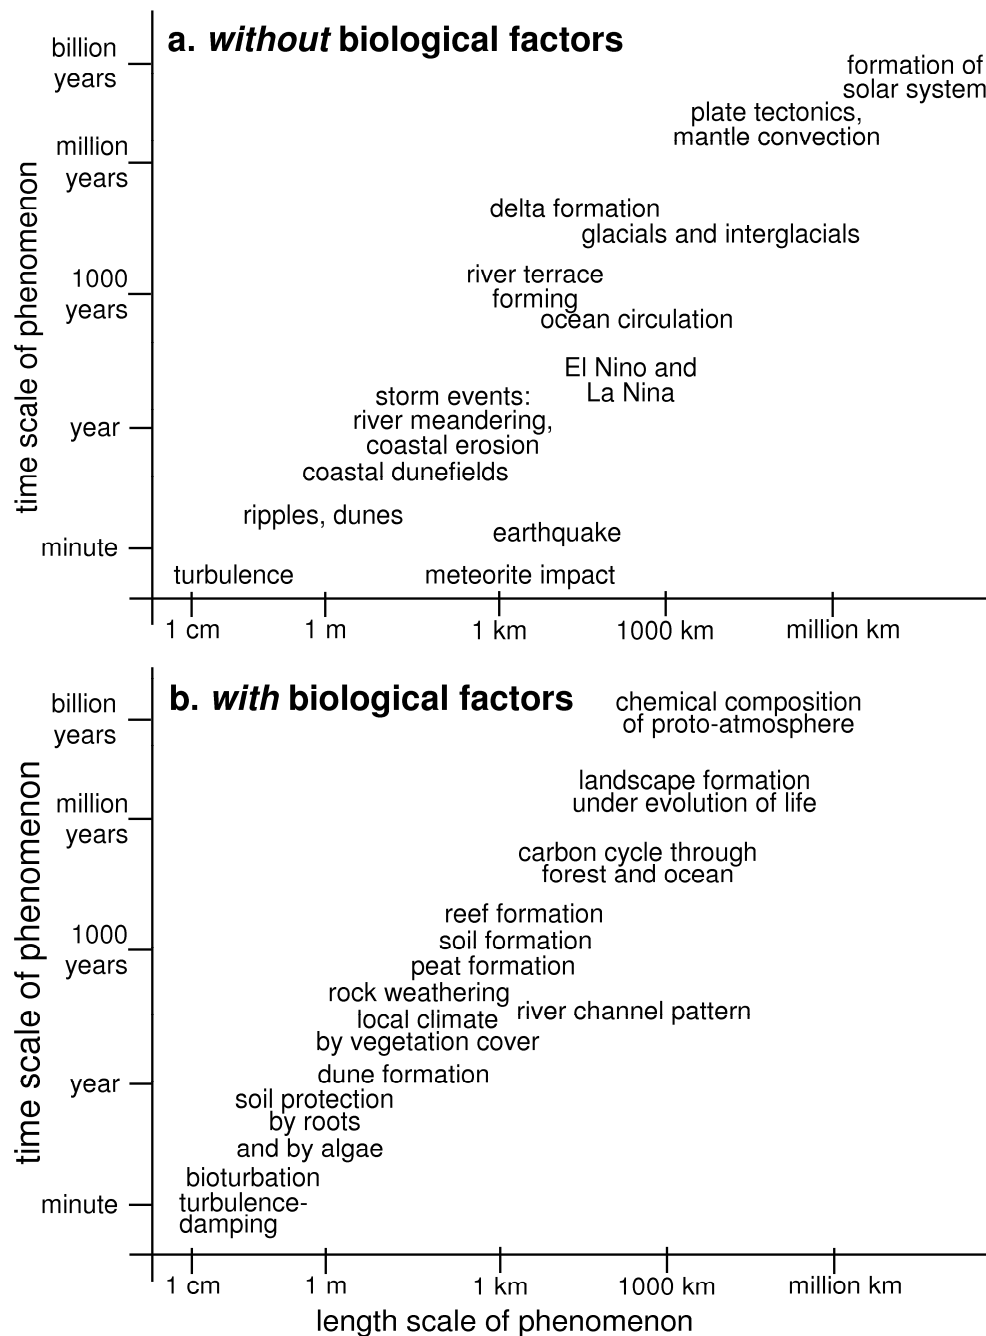 a. without biological factors
billion
years
formation of
solar system
plate tectonics,
mantle convection
million
years
delta formation
glacials and interglacials
river terrace
forming
1000
years
ocean circulation
El Nino and
La Nina
storm events:
river meandering,
coastal erosion
year
coastal dunefields
ripples, dunes
earthquake
minute
turbulence
meteorite impact
time scale of phenomenon
1 cm
1 m
1 km
1000 km
million km
b. with biological factors
billion
years
chemical composition
of proto-atmosphere
landscape formation
under evolution of life
million
years
carbon cycle through
forest and ocean
reef formation
soil formation
1000
years
peat formation
rock weathering
river channel pattern
local climate
by vegetation cover
dune formation
year
soil protection
by roots
and by algae
bioturbation
turbulence-
damping
minute
time scale of phenomenon
1 cm
1 m
1 km
1000 km
million km
length scale of phenomenon